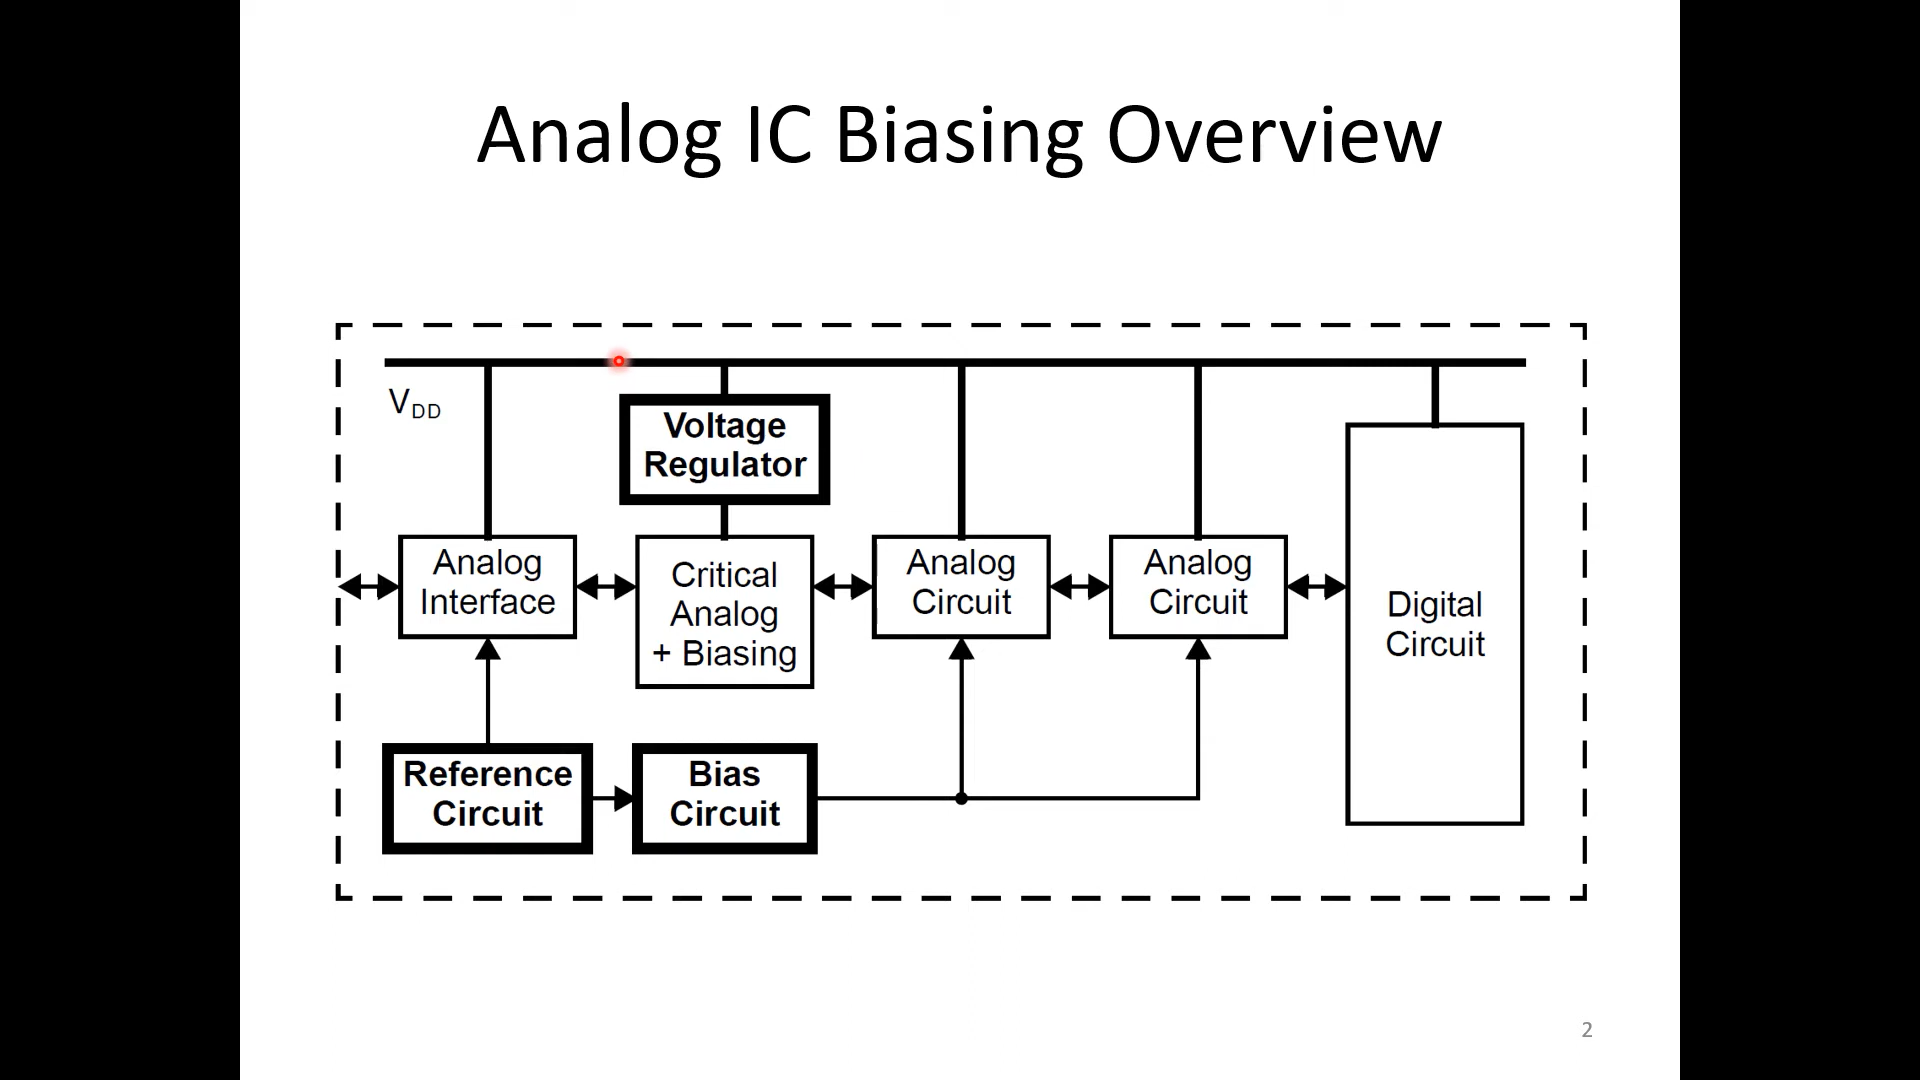 Analog IC Biasing Overview
V_DD
Voltage
Regulator
Analog
Interface
Critical
Analog
+ Biasing
Analog
Circuit
Analog
Circuit
Digital
Circuit
Reference
Circuit
Bias
Circuit
2